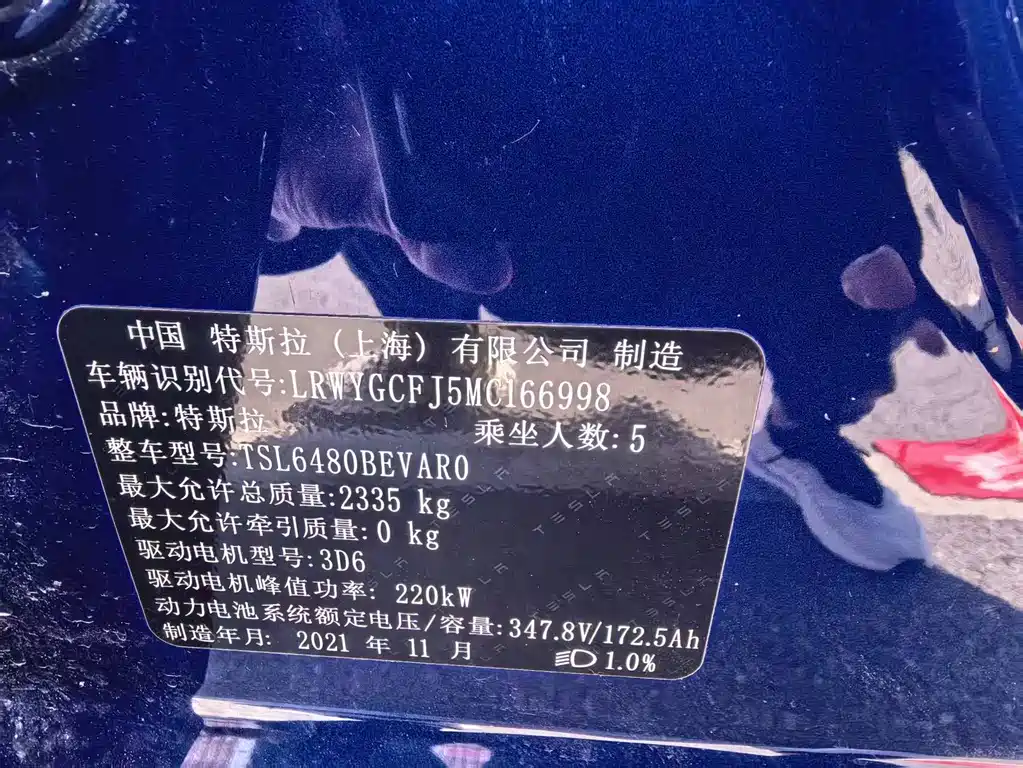 中国 特斯拉 (上海) 有限公司 制造
车辆识别代号:LRWYGCFJ5MC166998
品牌:特斯拉 乘坐人数:5
整车型号:TSL6480BEVAR0
最大允许总质量:2335 kg
最大允许牵引质量:0 kg
驱动电机型号:3D6
驱动电机峰值功率: 220kW
动力电池系统额定电压/容量:347.8V/172.5Ah
制造年月: 2021 年 11 月 1.0%
TESLA
TESLA
TESLA